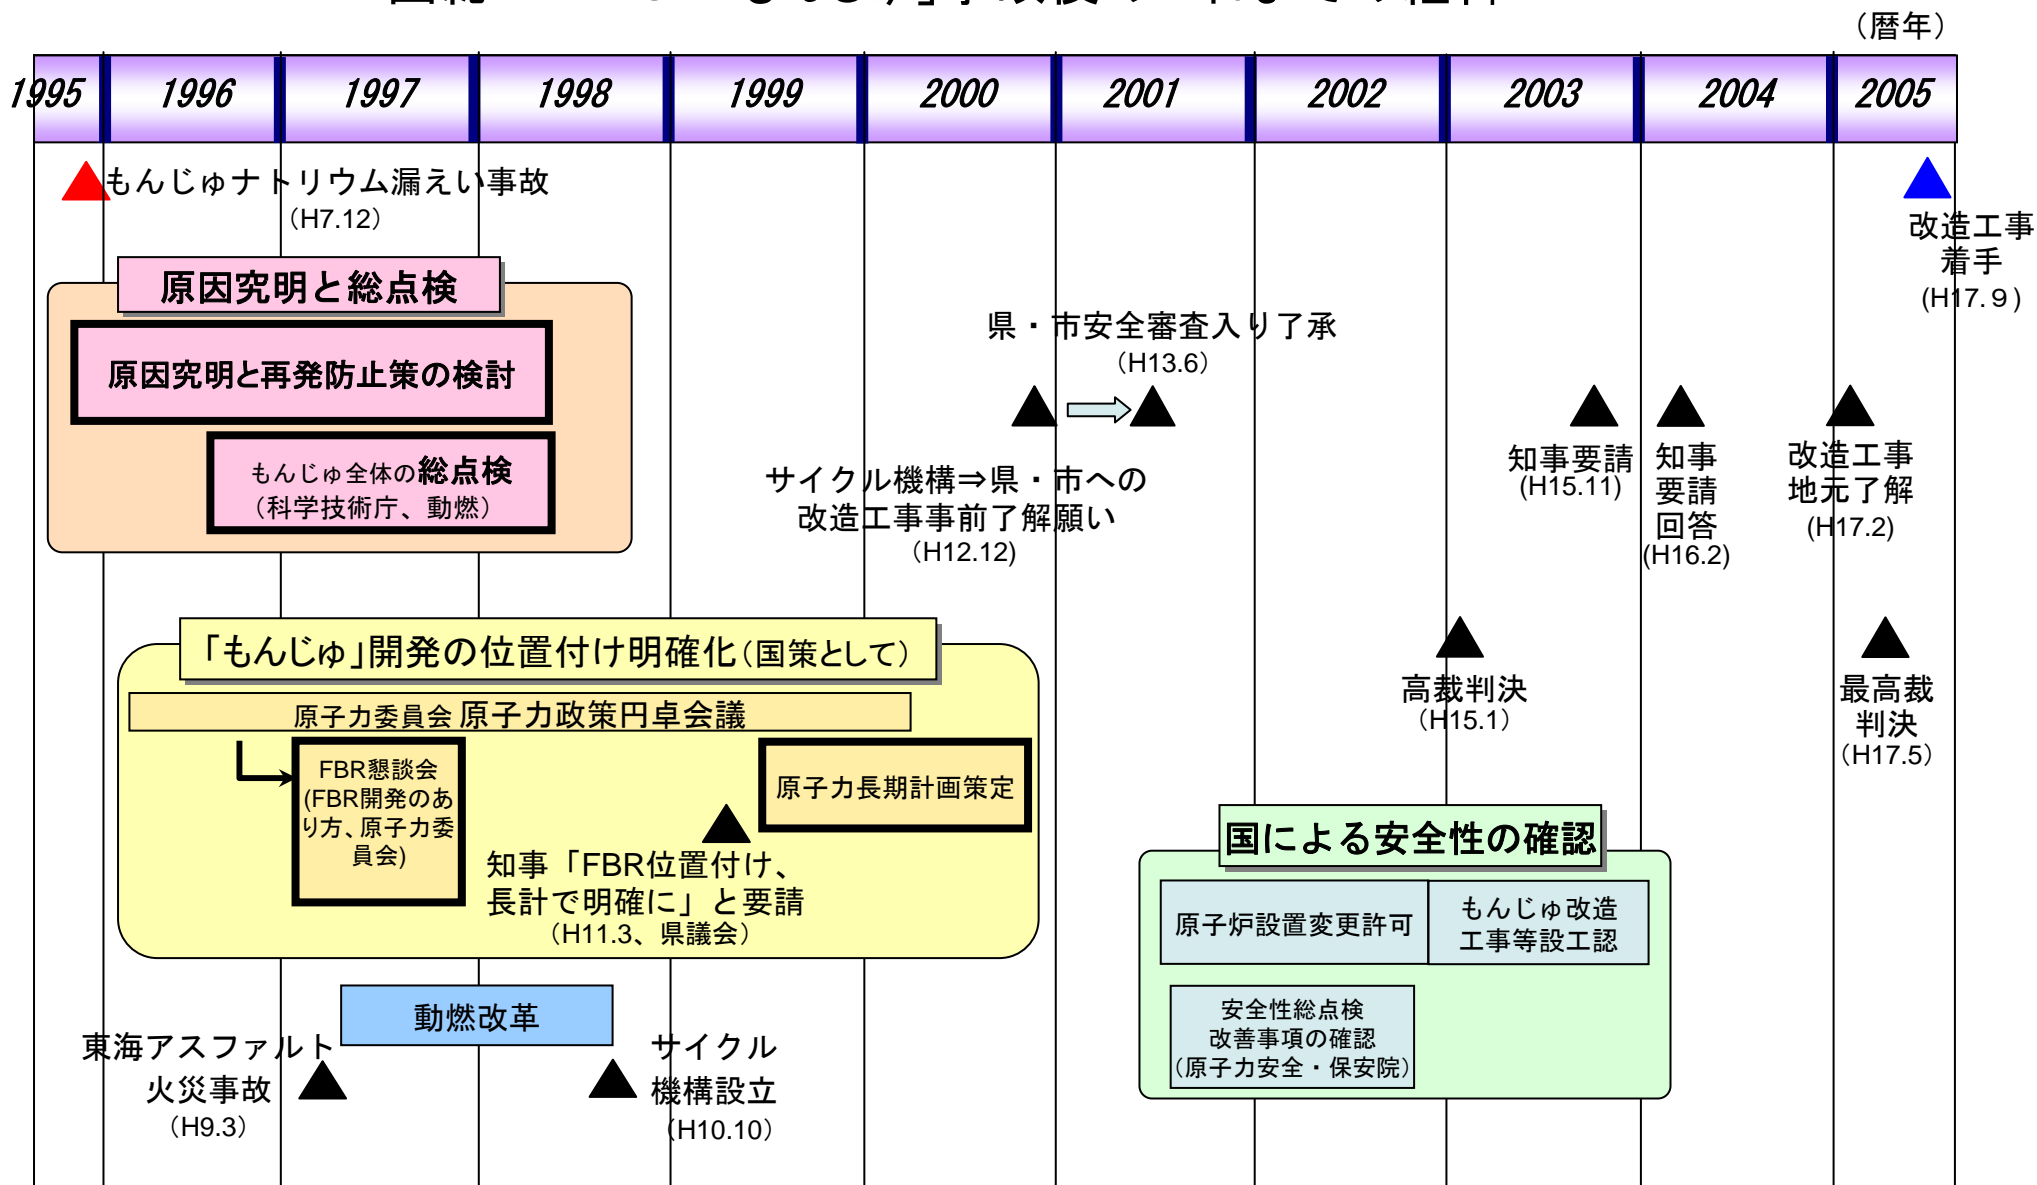 （暦年）
1995 1996 1997 1998 1999 2000 2001 2002 2003 2004 2005
もんじゅナトリウム漏えい事故
（H7.12）
改造工事
着手
(H17.９)
原因究明と総点検
原因究明と再発防止策の検討
もんじゅ全体の総点検
（科学技術庁、動燃）
県・市安全審査入り了承
（H13.6）
サイクル機構⇒県・市への
改造工事事前了解願い
（H12.12)
知事要請
(H15.11)
知事
要請
回答
(H16.2)
改造工事
地元了解
(H17.2)
「もんじゅ」開発の位置付け明確化（国策として）
原子力委員会 原子力政策円卓会議
FBR懇談会
(FBR開発のあ
り方、原子力委
員会)
原子力長期計画策定
知事「FBR位置付け、
長計で明確に」と要請
（H11.3、県議会）
高裁判決
（H15.1）
最高裁
判決
（H17.5）
国による安全性の確認
原子炉設置変更許可
もんじゅ改造
工事等設工認
安全性総点検
改善事項の確認
（原子力安全・保安院）
動燃改革
東海アスファルト
火災事故
（H9.3）
サイクル
機構設立
（H10.10）